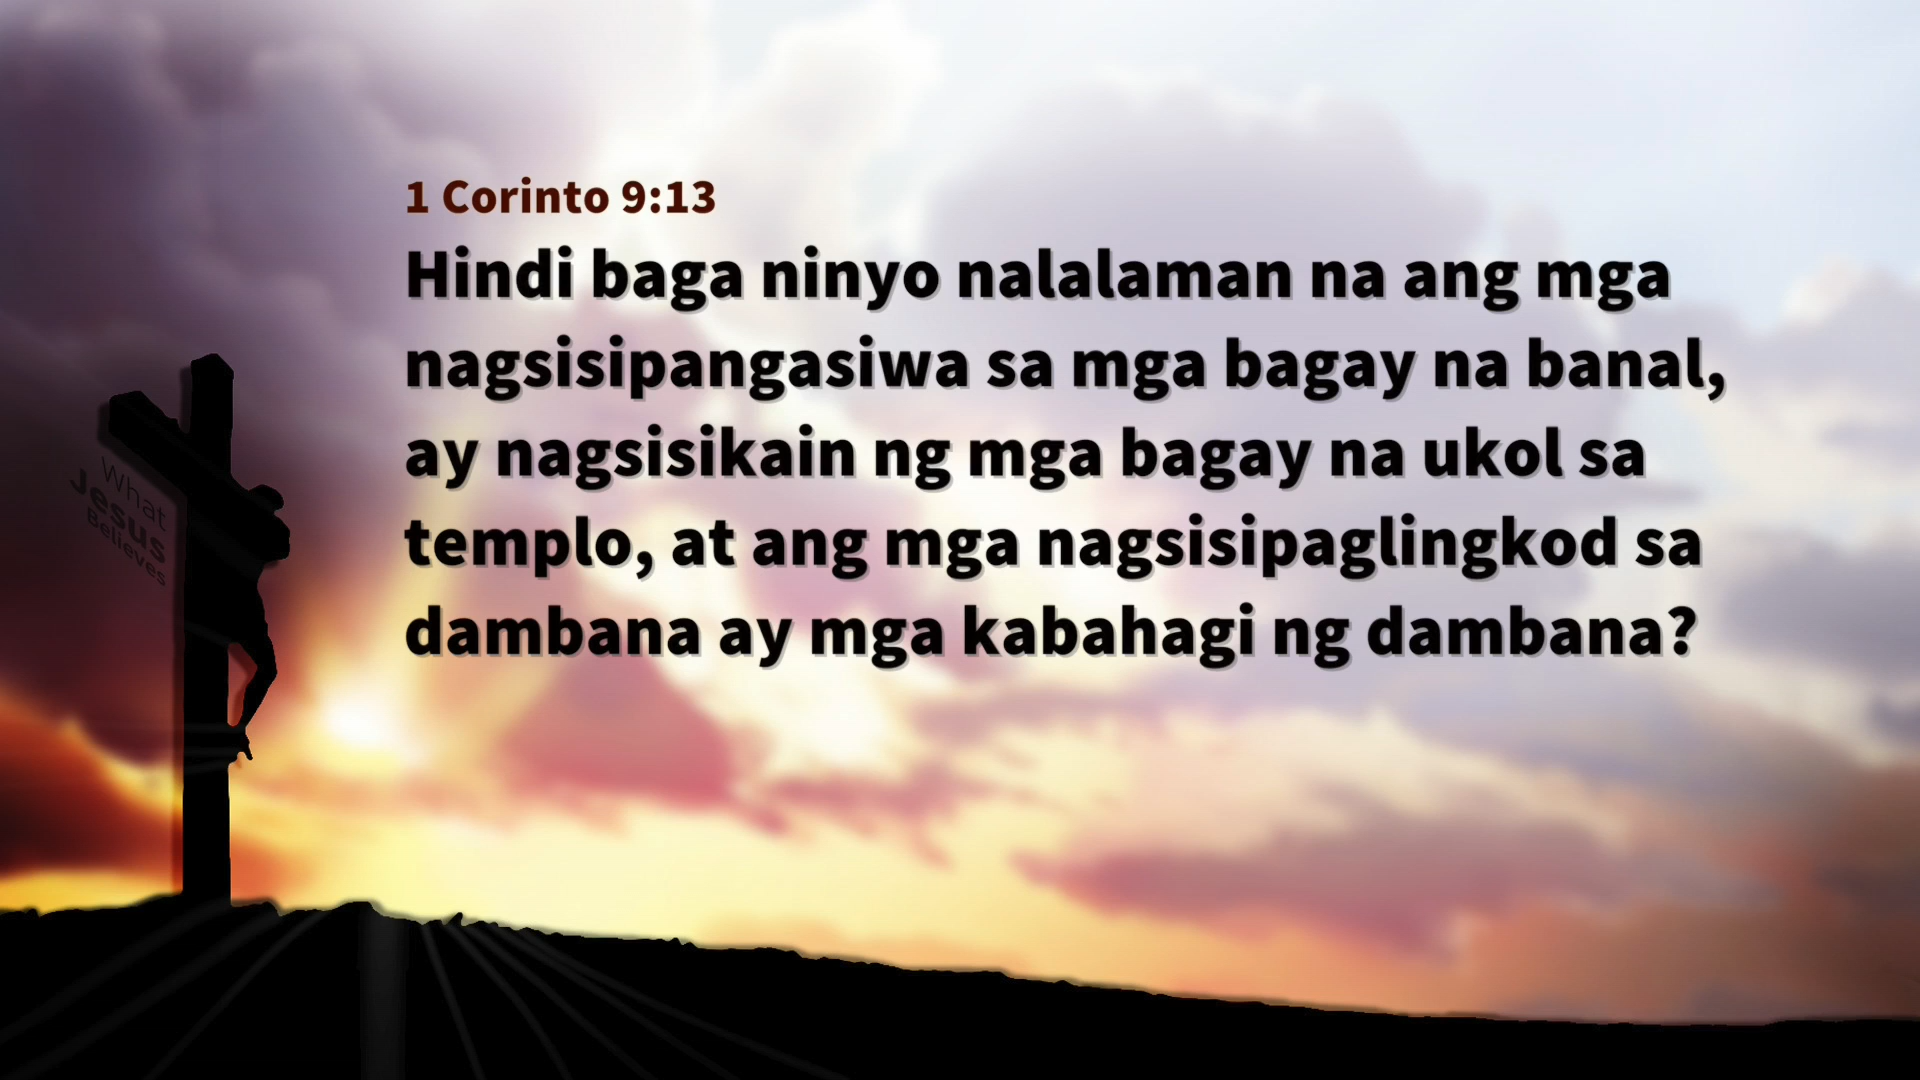 1 Corinto 9:13
Hindi baga ninyo nalalaman na ang mga
nagsisipangasiwa sa mga bagay na banal,
ay nagsisikain ng mga bagay na ukol sa
templo, at ang mga nagsisipaglingkod sa
dambana ay mga kabahagi ng dambana?
What
Jesus
Believes